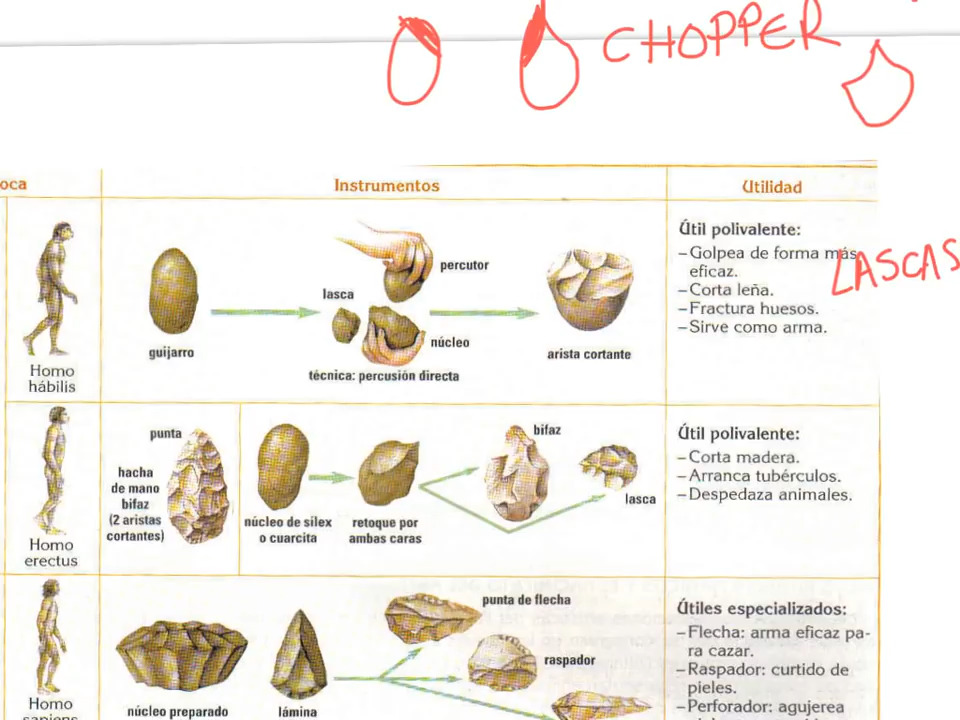 CHOPPER
oca
Instrumentos
Utilidad
Homo
hábilis
guijarro
lasca
percutor
núcleo
técnica: percusión directa
arista cortante
Útil polivalente:
–Golpea de forma más
eficaz.
–Corta leña.
–Fractura huesos.
–Sirve como arma.
LASCAS
Homo
erectus
punta
hacha
de mano
bifaz
(2 aristas
cortantes)
núcleo de sílex
o cuarcita
retoque por
ambas caras
bifaz
lasca
Útil polivalente:
–Corta madera.
–Arranca tubérculos.
–Despedaza animales.
Homo
sapiens
núcleo preparado
lámina
punta de flecha
raspador
Útiles especializados:
–Flecha: arma eficaz pa-
ra cazar.
–Raspador: curtido de
pieles.
–Perforador: agujerea